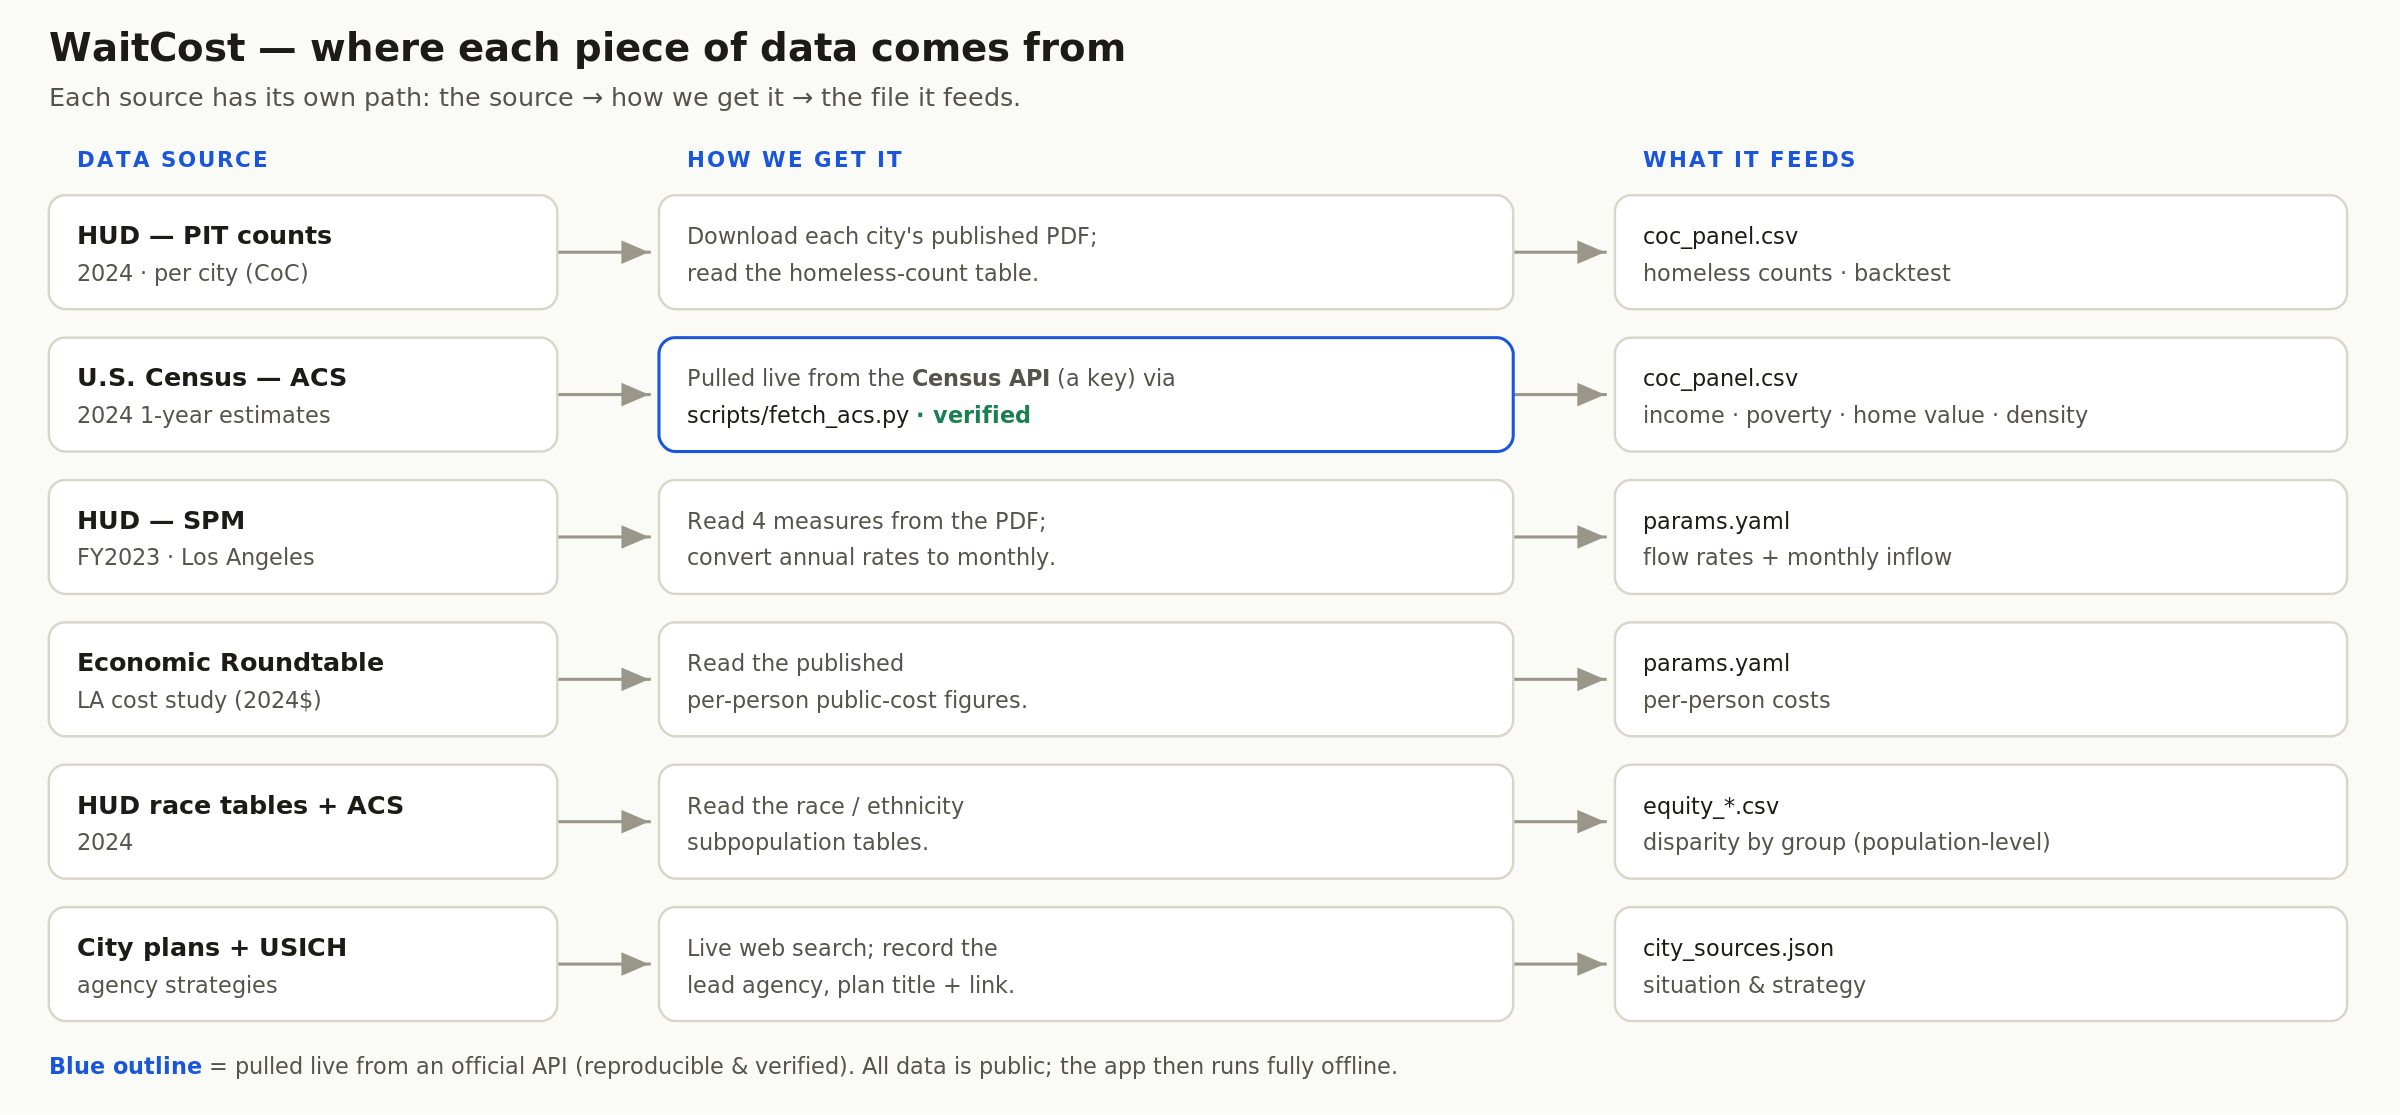 WaitCost — where each piece of data comes from
Each source has its own path: the source → how we get it → the file it feeds.
DATA SOURCE
HOW WE GET IT
WHAT IT FEEDS
HUD — PIT counts
2024 · per city (CoC)
Download each city's published PDF;
read the homeless-count table.
coc_panel.csv
homeless counts · backtest
U.S. Census — ACS
2024 1-year estimates
Pulled live from the Census API (a key) via
scripts/fetch_acs.py · verified
coc_panel.csv
income · poverty · home value · density
HUD — SPM
FY2023 · Los Angeles
Read 4 measures from the PDF;
convert annual rates to monthly.
params.yaml
flow rates + monthly inflow
Economic Roundtable
LA cost study (2024$)
Read the published
per-person public-cost figures.
params.yaml
per-person costs
HUD race tables + ACS
2024
Read the race / ethnicity
subpopulation tables.
equity_*.csv
disparity by group (population-level)
City plans + USICH
agency strategies
Live web search; record the
lead agency, plan title + link.
city_sources.json
situation & strategy
Blue outline = pulled live from an official API (reproducible & verified). All data is public; the app then runs fully offline.